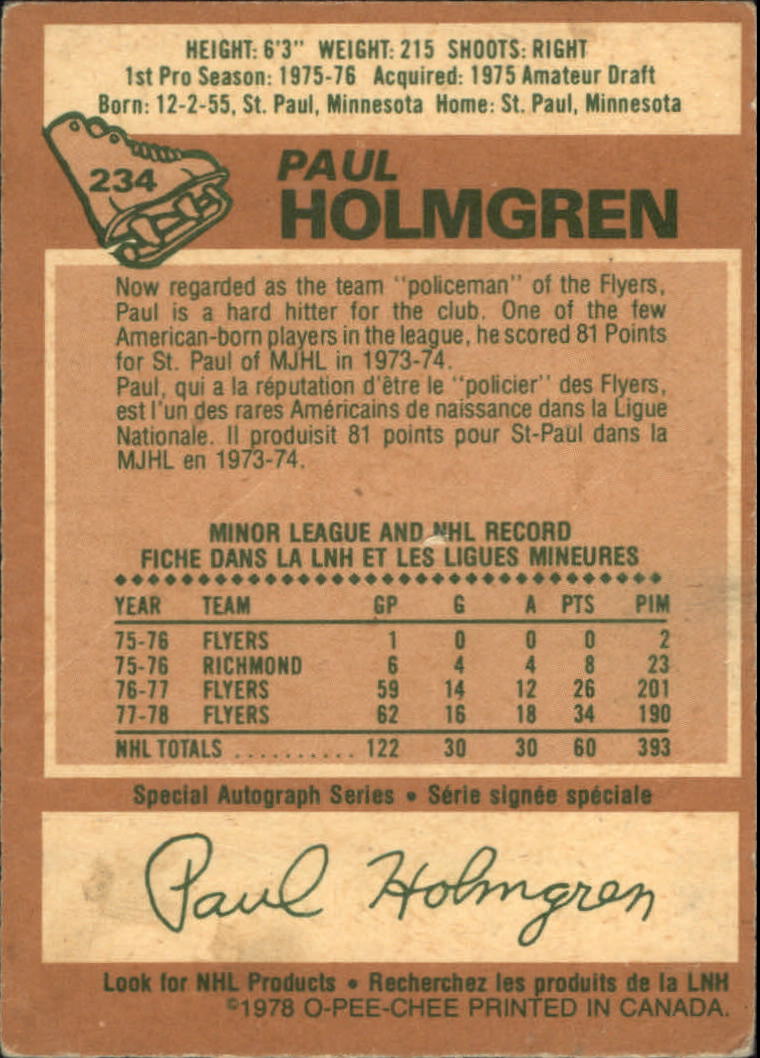 HEIGHT: 6'3" WEIGHT: 215 SHOOTS: RIGHT
1st Pro Season: 1975-76 Acquired: 1975 Amateur Draft
Born: 12-2-55, St. Paul, Minnesota Home: St. Paul, Minnesota
234
PAUL
HOLMGREN
Now regarded as the team "policeman" of the Flyers,
Paul is a hard hitter for the club. One of the few
American-born players in the league, he scored 81 Points
for St. Paul of MJHL in 1973-74.
Paul, qui a la réputation d'être le "policier" des Flyers,
est l'un des rares Américains de naissance dans la Ligue
Nationale. Il produisit 81 points pour St-Paul dans la
MJHL en 1973-74.
MINOR LEAGUE AND NHL RECORD
FICHE DANS LA LNH ET LES LIGUES MINEURES
YEAR TEAM GP G A PTS PIM
75-76 FLYERS 1 0 0 0 2
75-76 RICHMOND 6 4 4 8 23
76-77 FLYERS 59 14 12 26 201
77-78 FLYERS 62 16 18 34 190
NHL TOTALS .......... 122 30 30 60 393
Special Autograph Series • Série signée spéciale
Paul Holmgren
Look for NHL Products • Recherchez les produits de la LNH
©1978 O-PEE-CHEE PRINTED IN CANADA.